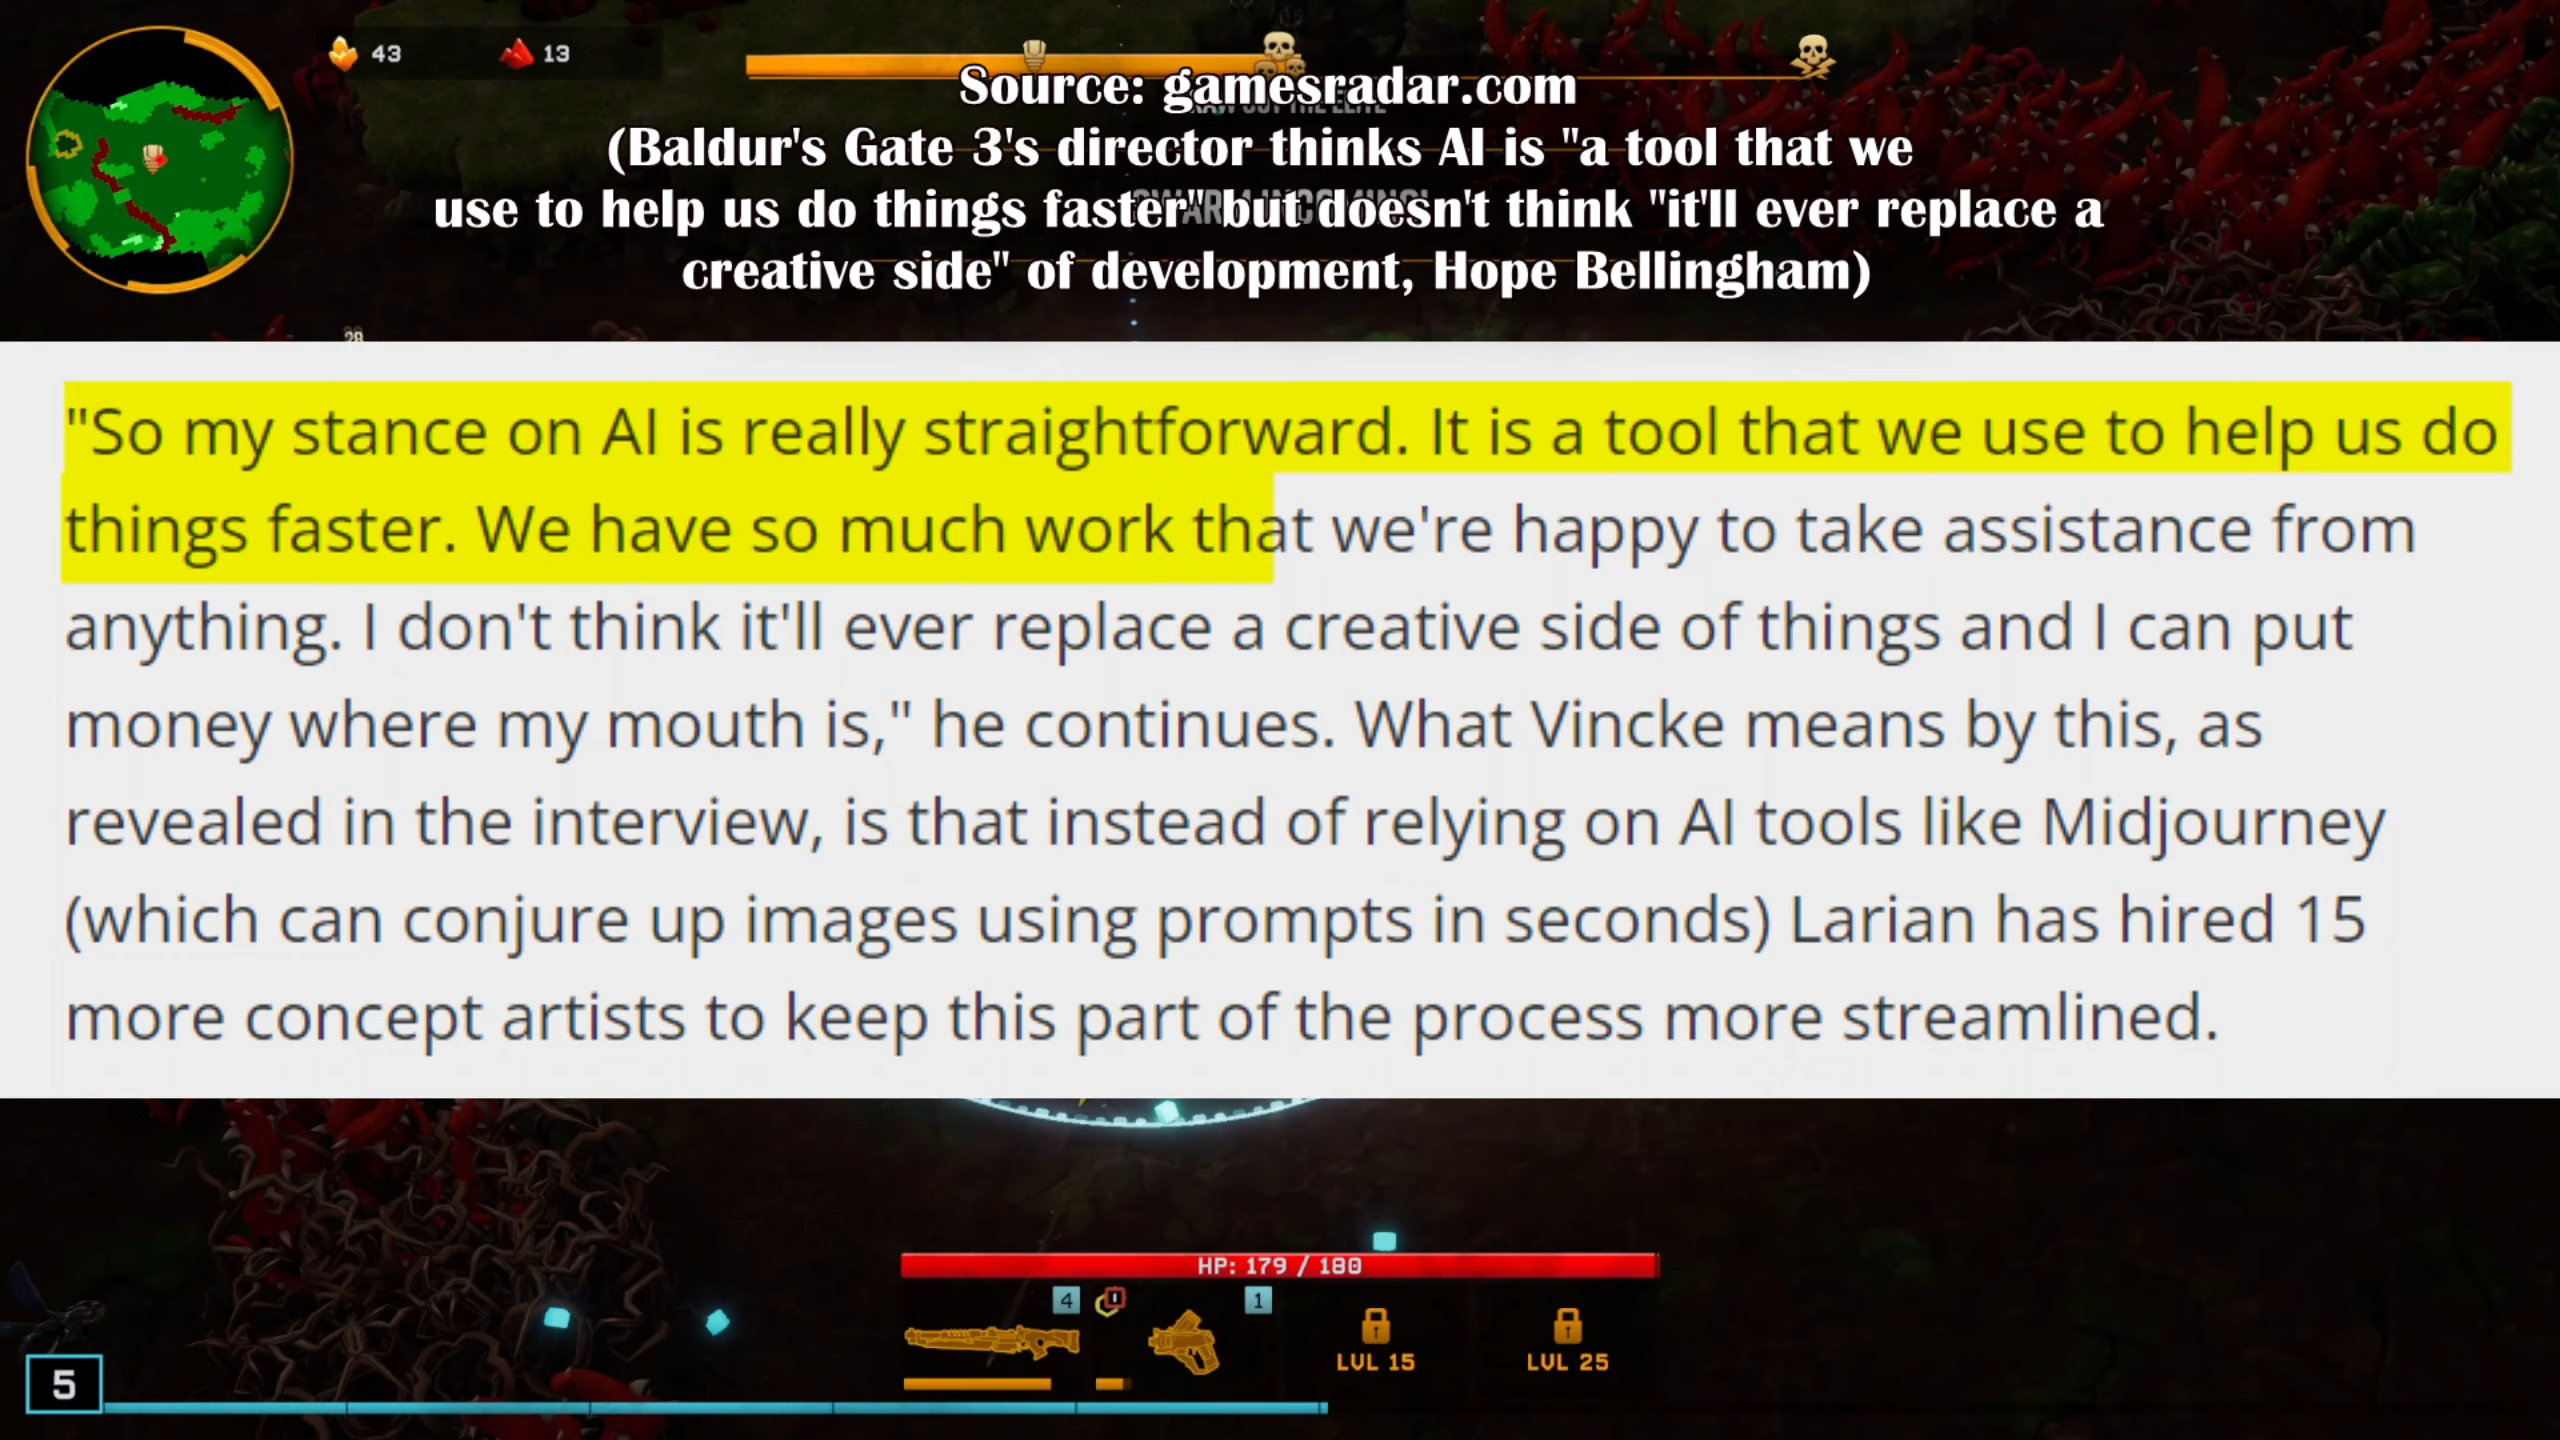 43
13
Source: gamesradar.com
(Baldur's Gate 3's director thinks AI is "a tool that we
use to help us do things faster" but doesn't think "it'll ever replace a
creative side" of development, Hope Bellingham)
"So my stance on AI is really straightforward. It is a tool that we use to help us do
things faster. We have so much work that we're happy to take assistance from
anything. I don't think it'll ever replace a creative side of things and I can put
money where my mouth is," he continues. What Vincke means by this, as
revealed in the interview, is that instead of relying on AI tools like Midjourney
(which can conjure up images using prompts in seconds) Larian has hired 15
more concept artists to keep this part of the process more streamlined.
HP: 179 / 180
4
1
LVL 15
LVL 25
5